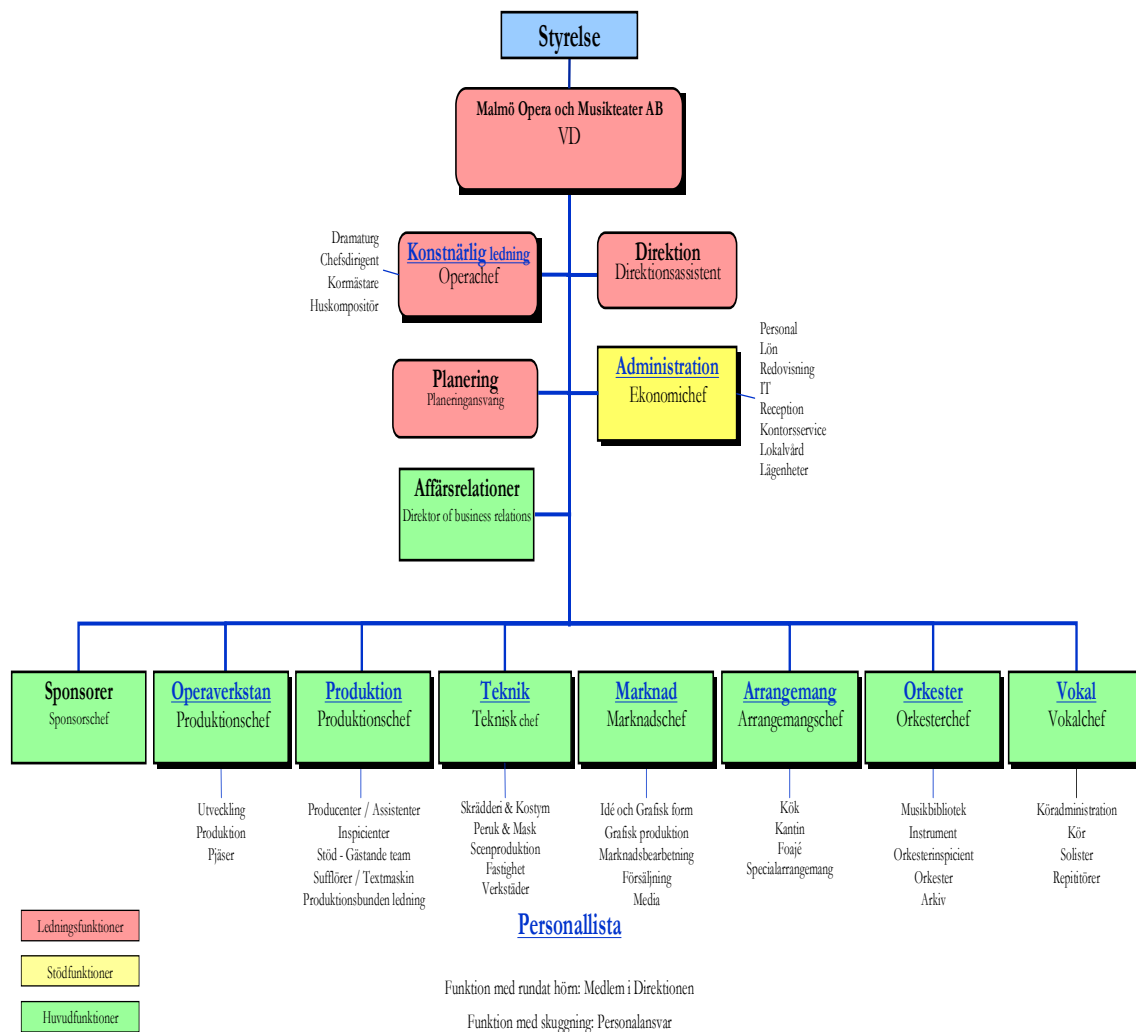 Styrelse
Malmö Opera och Musikteater AB
VD
Dramaturg
Chefsdirigent
Kormästare
Huskompositör
Konstnärlig ledning
Operachef
Direktion
Direktionsassistent
Planering
Planeringansvarig
Administration
Ekonomichef
Personal
Lön
Redovisning
IT
Reception
Kontorsservice
Lokalvård
Lägenheter
Affärsrelationer
Direktor of business relations
Sponsorer
Sponsorschef
Operaverkstan
Produktionschef
Produktion
Produktionschef
Teknik
Teknisk chef
Marknad
Marknadschef
Arrangemang
Arrangemangschef
Orkester
Orkesterchef
Vokal
Vokalchef
Utveckling
Produktion
Pjäser
Producenter / Assistenter
Inspicienter
Stöd - Gästande team
Sufflörer / Textmaskin
Produktionsbunden ledning
Skrädderi & Kostym
Peruk & Mask
Scenproduktion
Fastighet
Verkstäder
Idé och Grafisk form
Grafisk produktion
Marknadsbearbetning
Försäljning
Media
Kök
Kantin
Foajé
Specialarrangemang
Musikbibliotek
Instrument
Orkesterinspicient
Orkester
Arkiv
Köradministration
Kör
Solister
Repititörer
Ledningsfunktioner
Stödfunktioner
Huvudfunktioner
Personallista
Funktion med rundat hörn: Medlem i Direktionen
Funktion med skuggning: Personalansvar